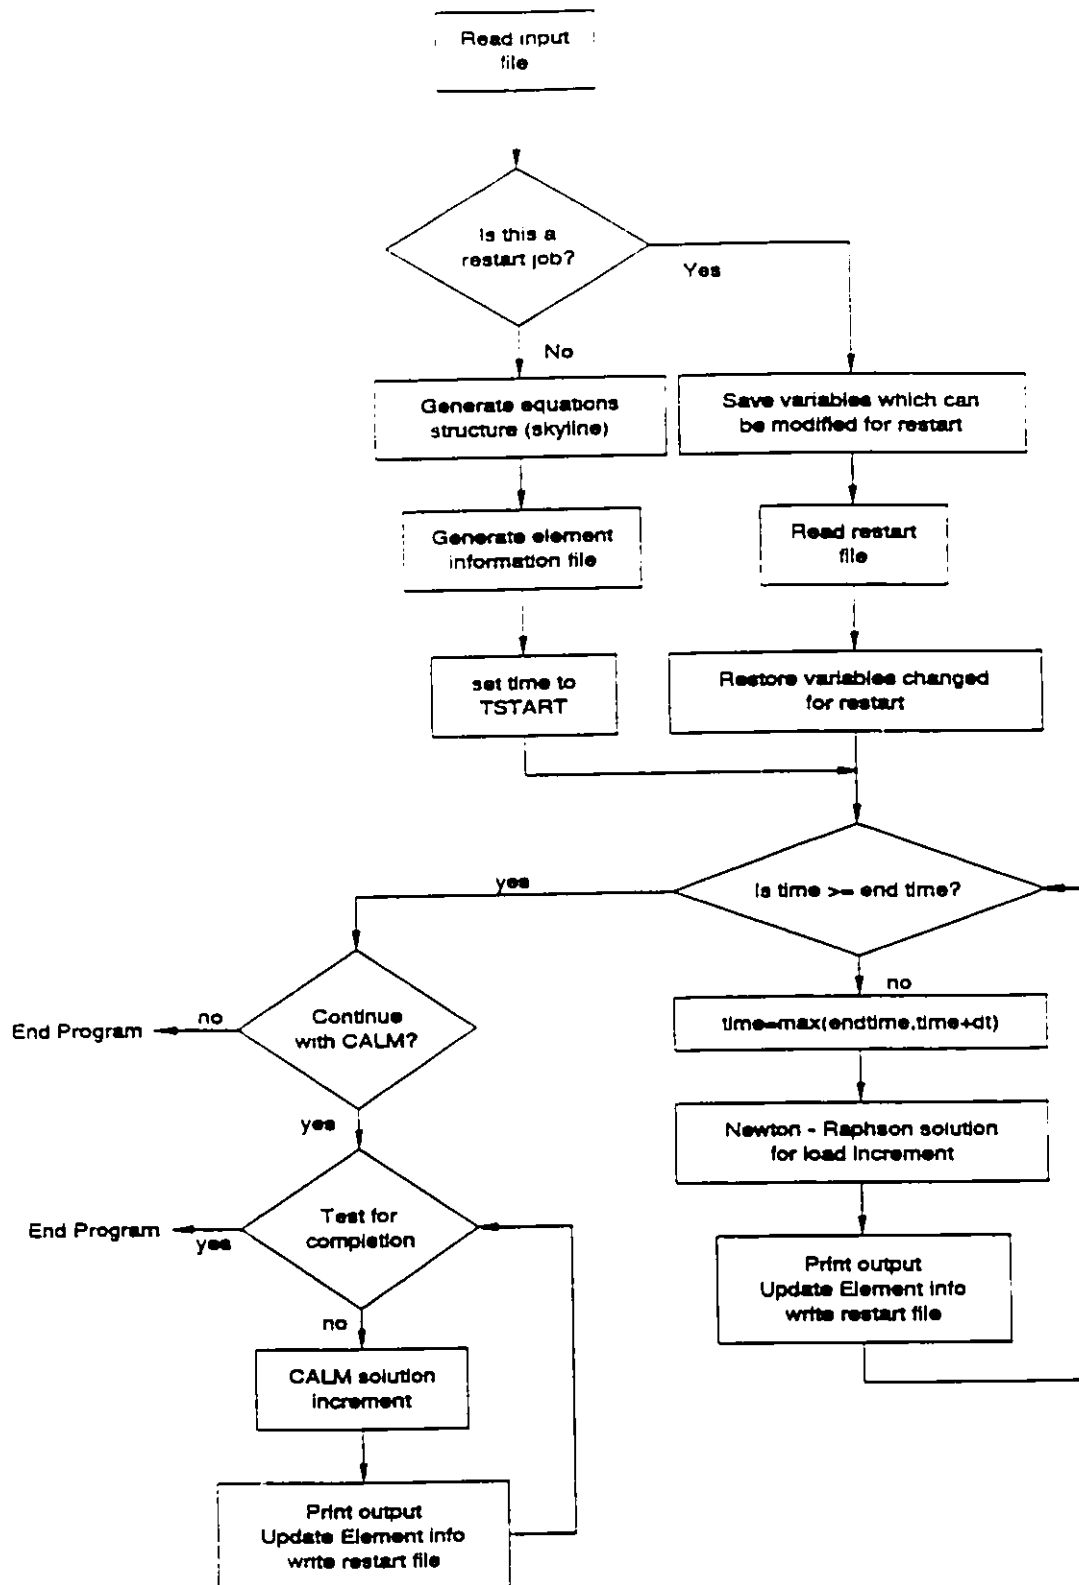 Read input
file
Is this a
restart job?
Yes
No
Generate equations
structure (skyline)
Save variables which can
be modified for restart
Generate element
information file
Read restart
file
set time to
TSTART
Restore variables changed
for restart
Is time >= end time?
yes
no
Continue
with CALM?
no
End Program
yes
time=max(endtime,time+dt)
Newton - Raphson solution
for load increment
Test for
completion
End Program
yes
no
Print output
Update Element info
write restart file
CALM solution
increment
Print output
Update Element info
write restart file